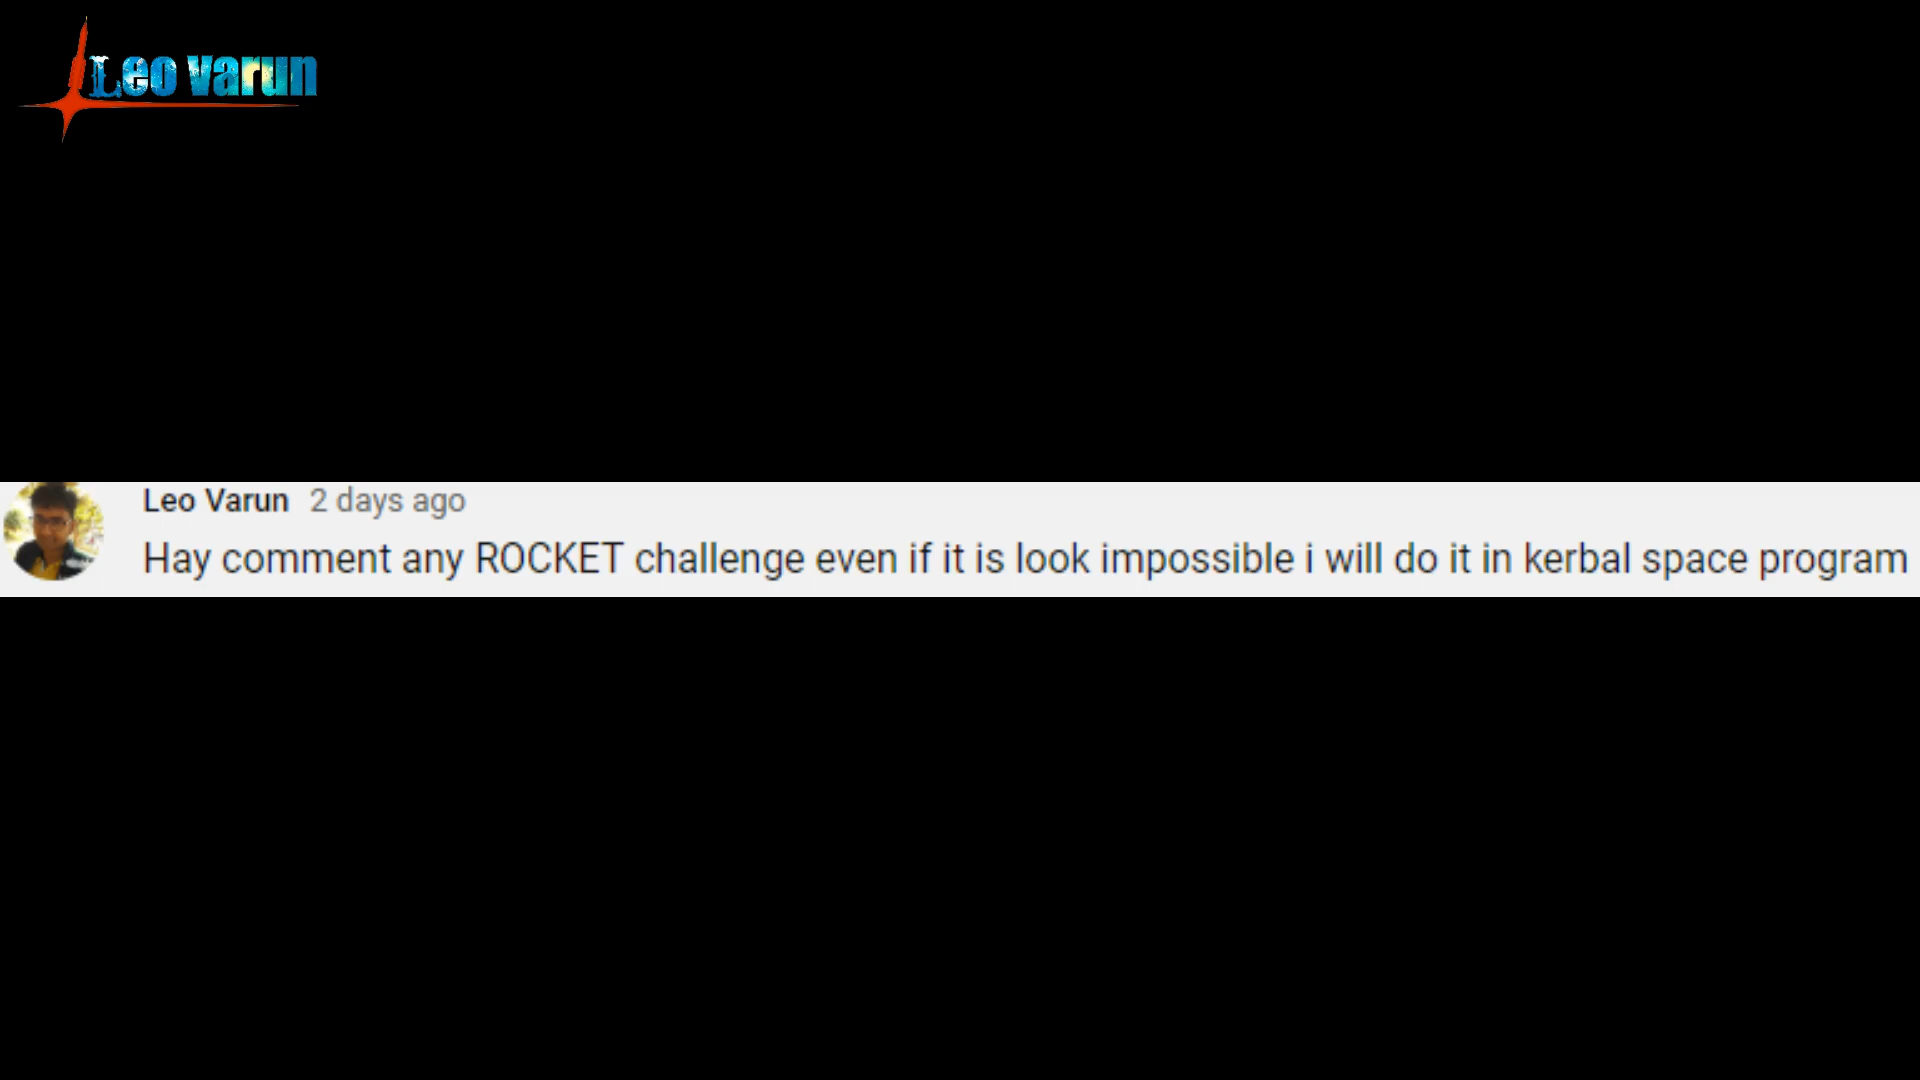 Leo Varun
Leo Varun 2 days ago
Hay comment any ROCKET challenge even if it is look impossible i will do it in kerbal space program